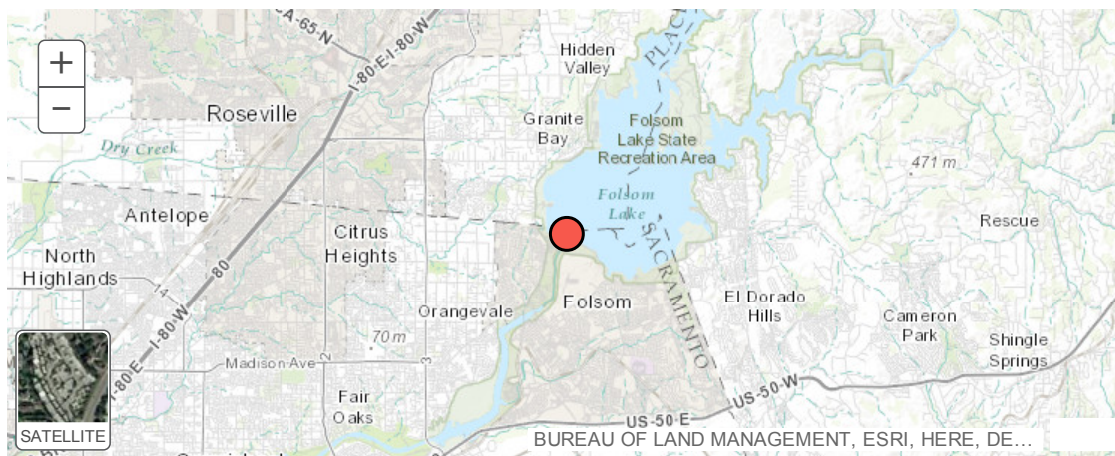 +
−
CA-65-N
I-80-E
I-80-W
Roseville
Dry Creek
Hidden
Valley
PLAC
Granite
Bay
Folsom
Lake State
Recreation Area
471 m
Antelope
Citrus
Heights
Folsom
Lake
Rescue
North
Highlands
80
14
I-80-W
SACRAMENTO
Orangevale
Folsom
El Dorado
Hills
Cameron
Park
Shingle
Springs
70 m
Madison Ave
2
3
I-80-E
Fair
Oaks
US-50-W
US-50-E
SATELLITE
BUREAU OF LAND MANAGEMENT, ESRI, HERE, DE...